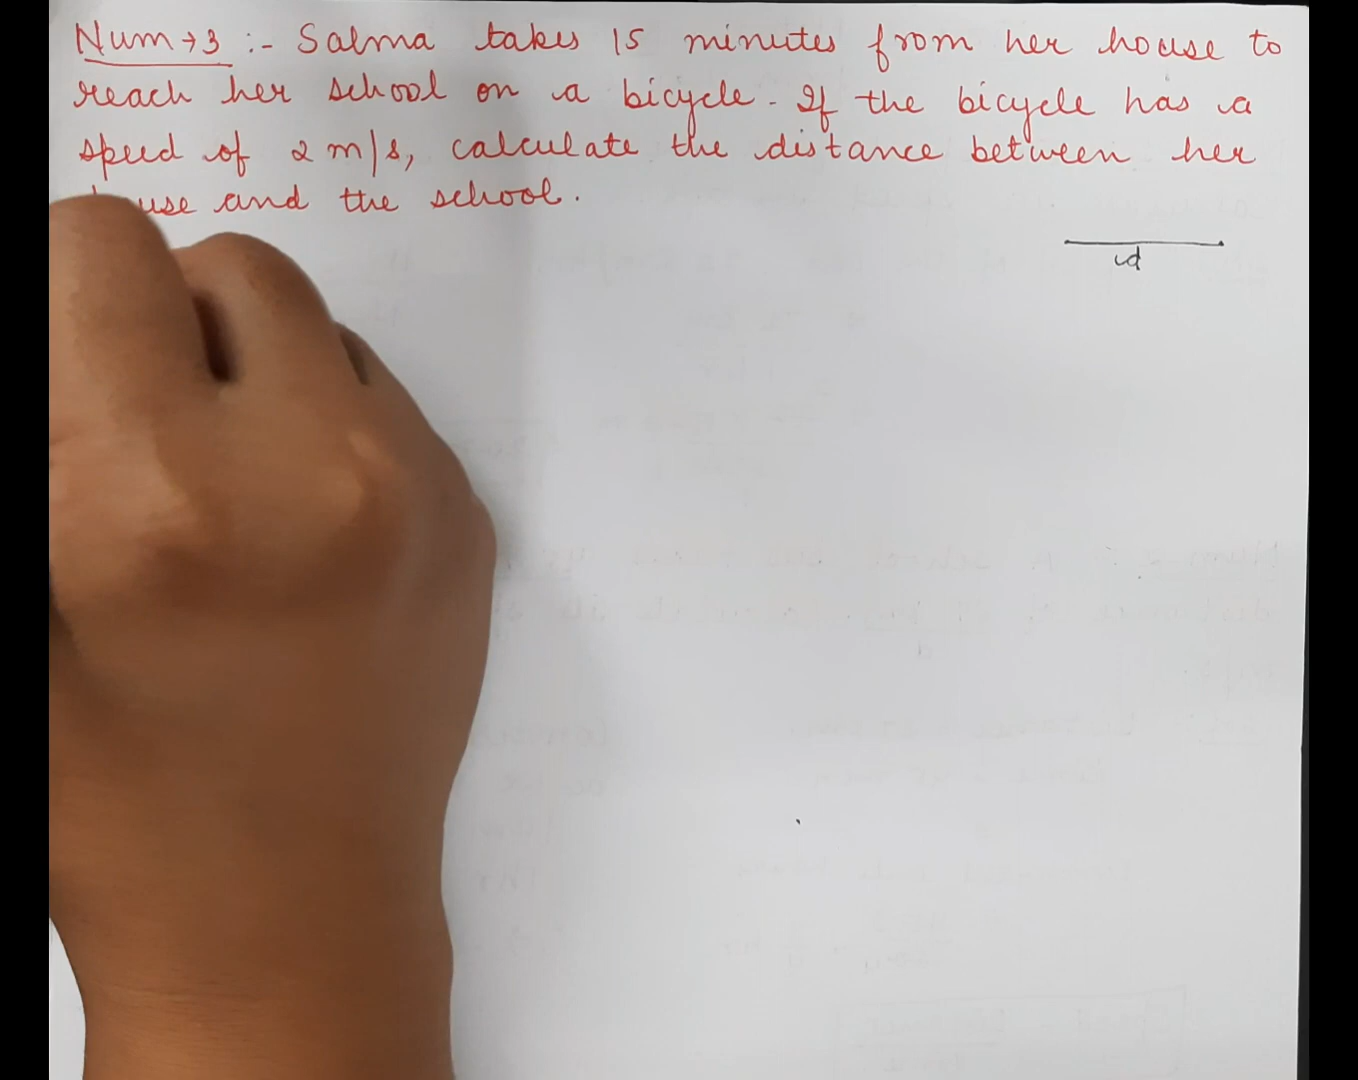 Num→3 :- Salma takes 15 minutes from her house to
reach her school on a bicycle. If the bicycle has a
speed of 2 m/s, calculate the distance between her
and the school.
d